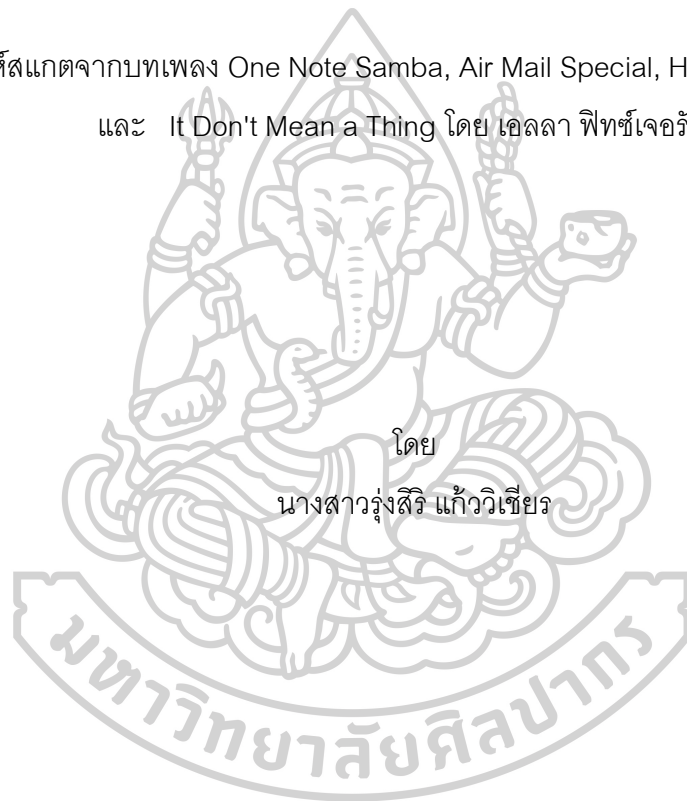 ห์สแกตจากบทเพลง One Note Samba, Air Mail Special, H
และ It Don't Mean a Thing โดย เอลลา ฟิทซ์เจอรั
โดย
นางสาวรุ่งสิริ แก้ววิเชียร
มหาวิทยาลัยศิลปากร